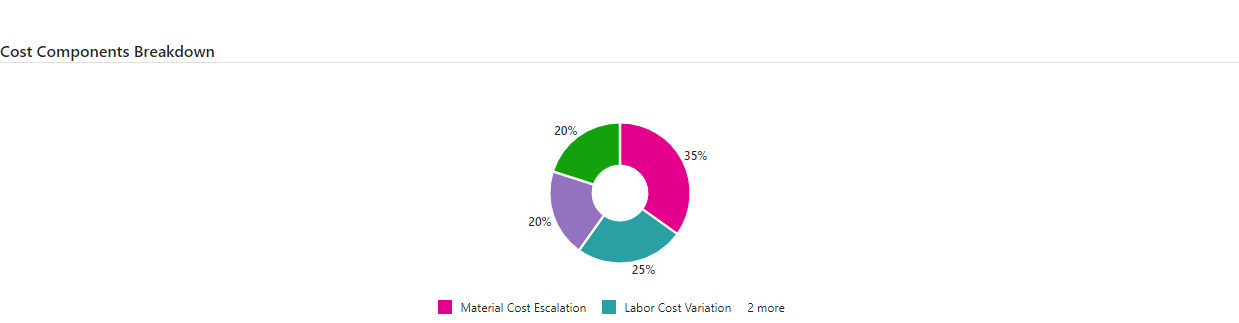 Cost Components Breakdown
20%
35%
20%
25%
Material Cost Escalation
Labor Cost Variation
2 more